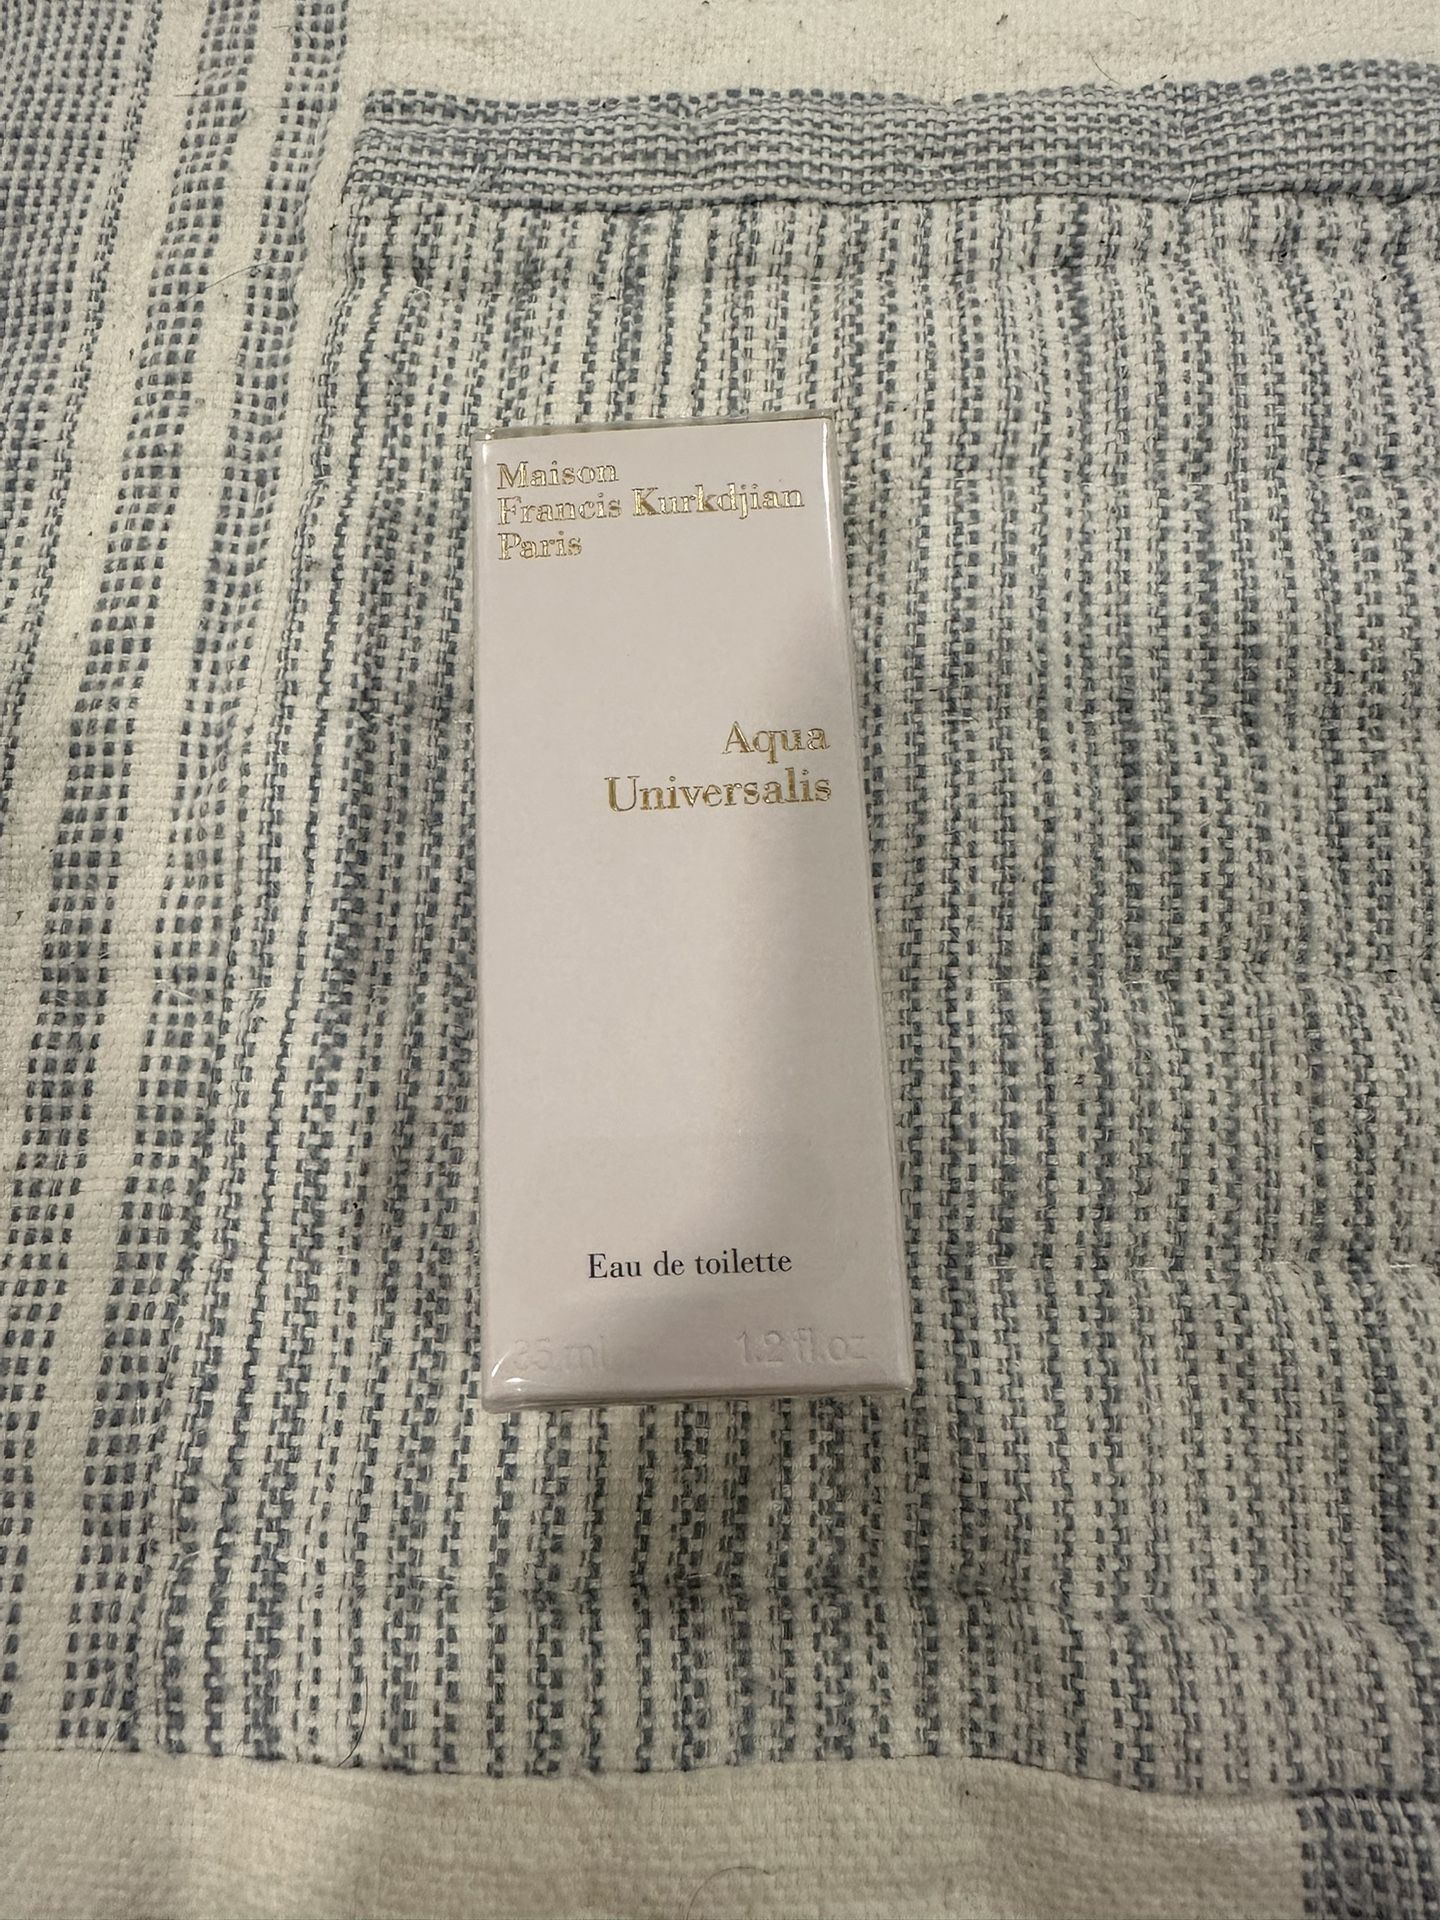 Maison
Francis Kurkdjian
Paris
Aqua
Universalis
Eau de toilette
35 ml 1.2 fl.oz